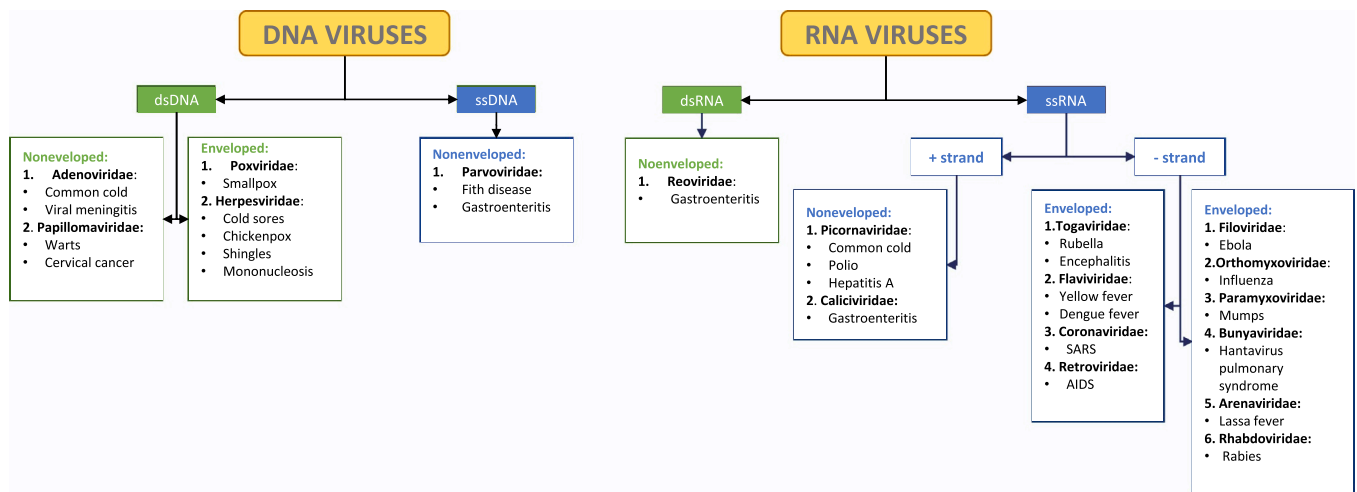 DNA VIRUSES
dsDNA
ssDNA
Noneveloped:
1. Adenoviridae:
• Common cold
• Viral meningitis
2. Papillomaviridae:
• Warts
• Cervical cancer
Enveloped:
1. Poxviridae:
• Smallpox
2. Herpesviridae:
• Cold sores
• Chickenpox
• Shingles
• Mononucleosis
Nonenveloped:
1. Parvoviridae:
• Fith disease
• Gastroenteritis
RNA VIRUSES
dsRNA
ssRNA
Noenveloped:
1. Reoviridae:
• Gastroenteritis
+ strand
- strand
Noneveloped:
1. Picornaviridae:
• Common cold
• Polio
• Hepatitis A
2. Caliciviridae:
• Gastroenteritis
Enveloped:
1.Togaviridae:
• Rubella
• Encephalitis
2. Flaviviridae:
• Yellow fever
• Dengue fever
3. Coronaviridae:
• SARS
4. Retroviridae:
• AIDS
Enveloped:
1. Filoviridae:
• Ebola
2.Orthomyxoviridae:
• Influenza
3. Paramyxoviridae:
• Mumps
4. Bunyaviridae:
• Hantavirus
pulmonary
syndrome
5. Arenaviridae:
• Lassa fever
6. Rhabdoviridae:
• Rabies